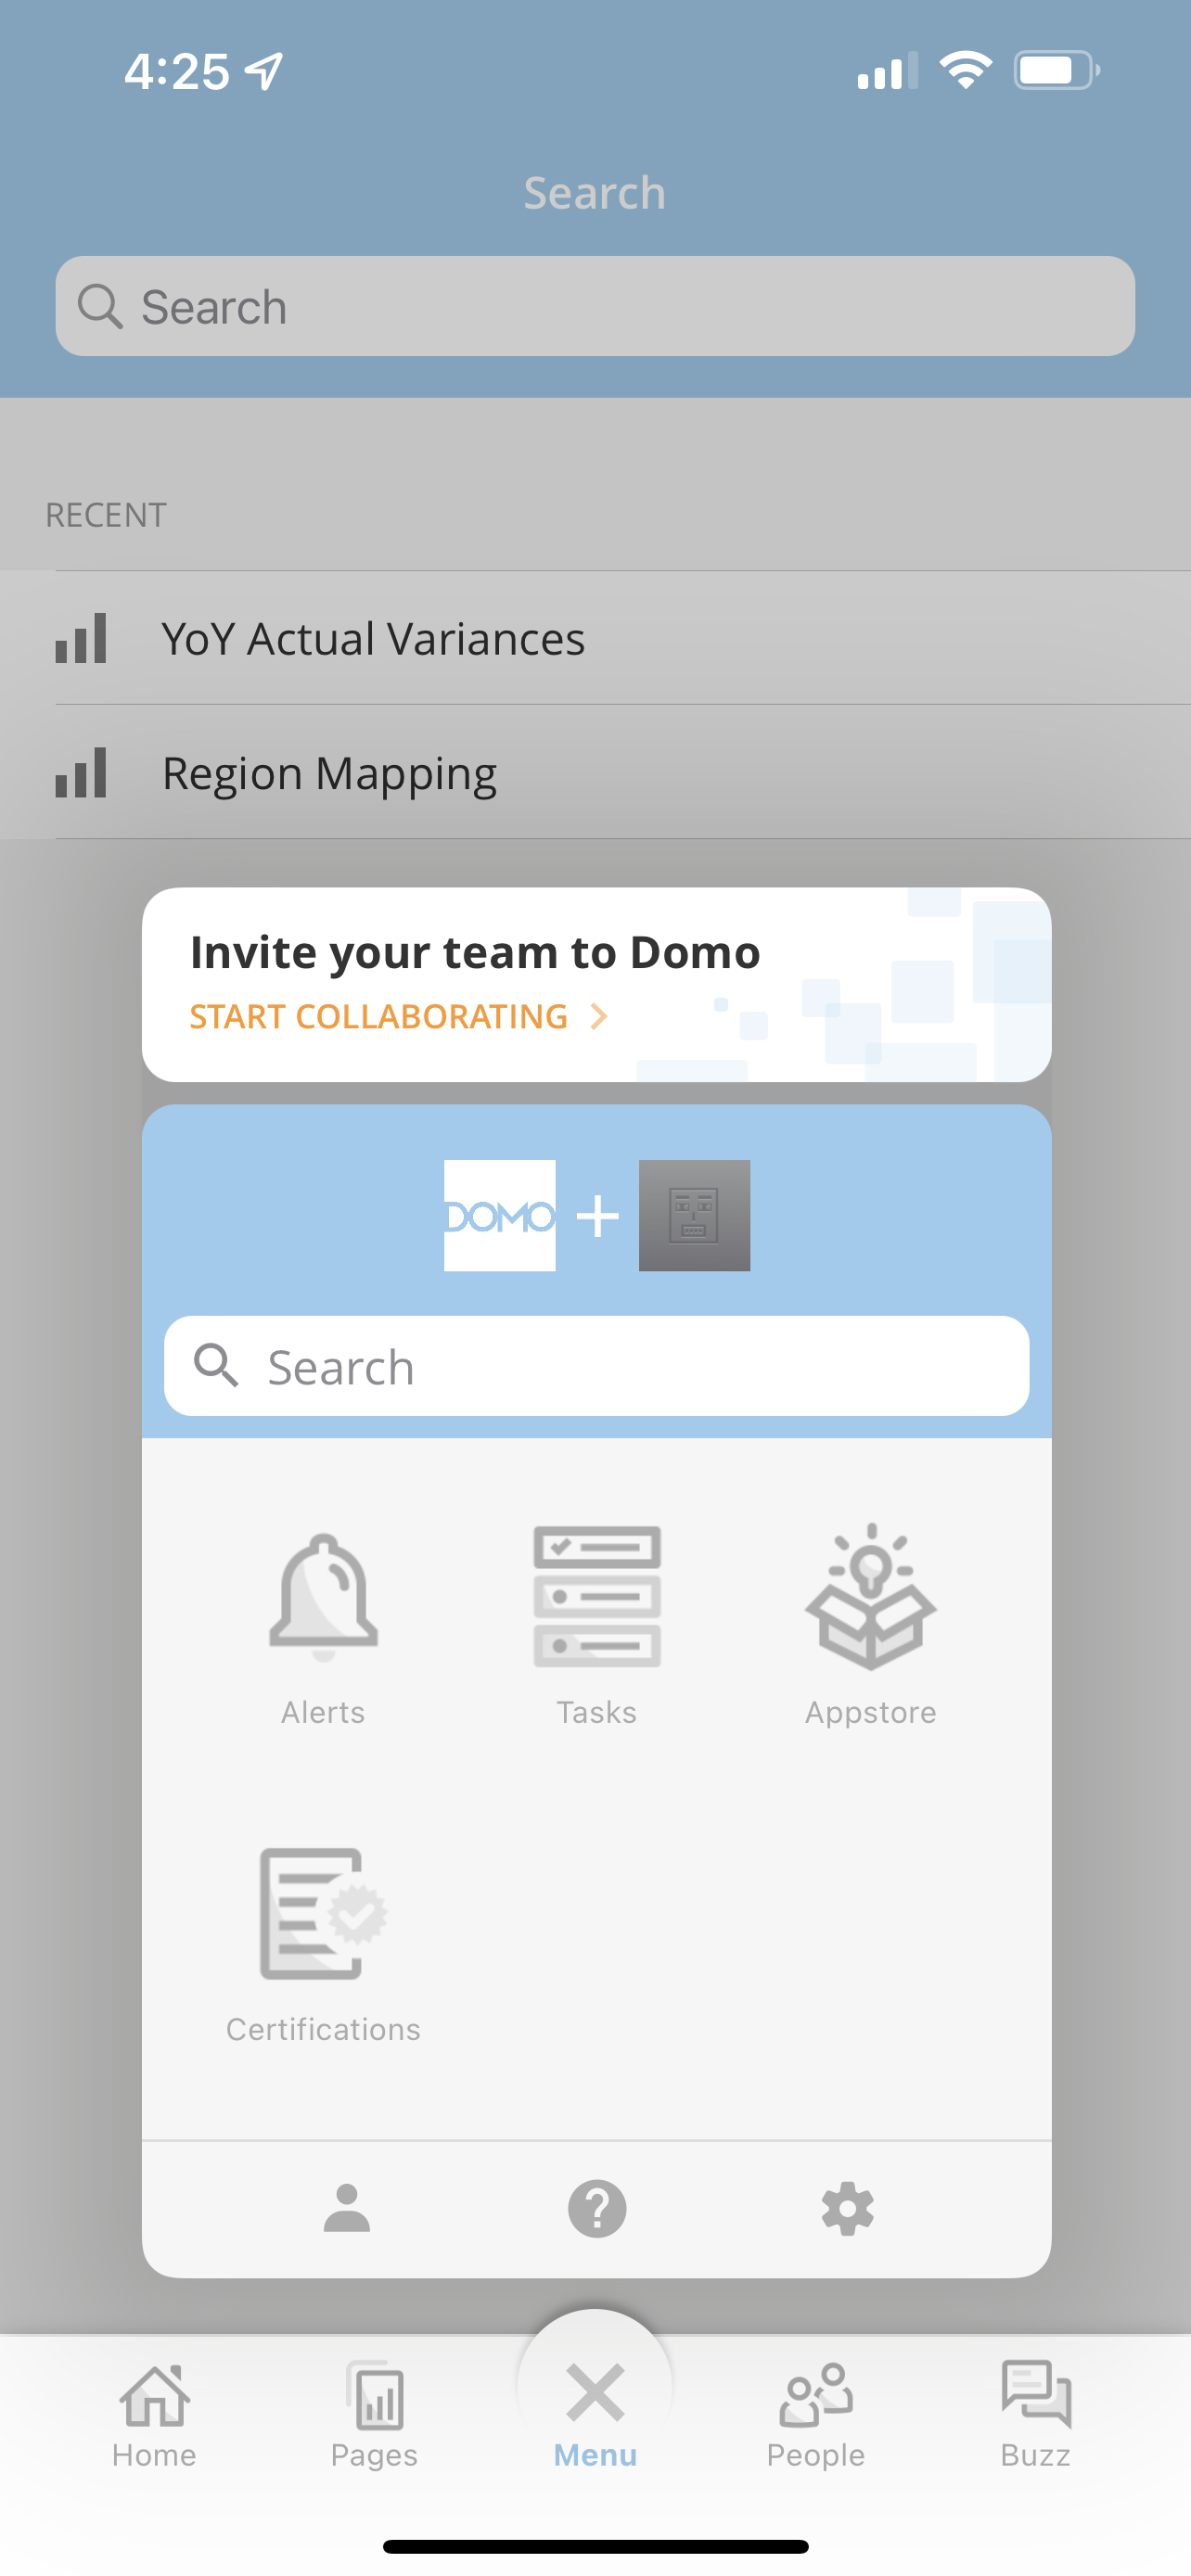 4:25
Search
Search
RECENT
YoY Actual Variances
Region Mapping
Invite your team to Domo
START COLLABORATING
DOMO
Search
Alerts
Tasks
Appstore
Certifications
?
Home
Pages
Menu
People
Buzz